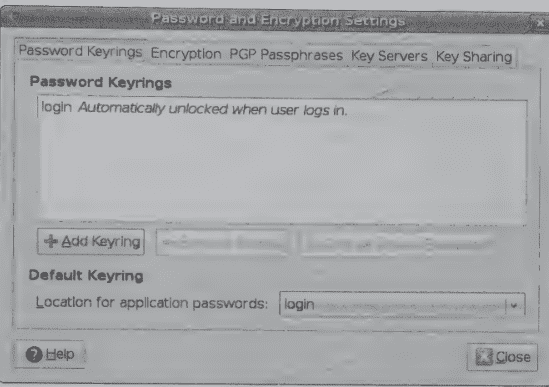 Password and Encryption Settings
Password Keyrings Encryption PGP Passphrases Key Servers Key Sharing
Password Keyrings
login Automatically unlocked when user logs in.
Add Keyring
Default Keyring
Location for application passwords: login
Help
Close